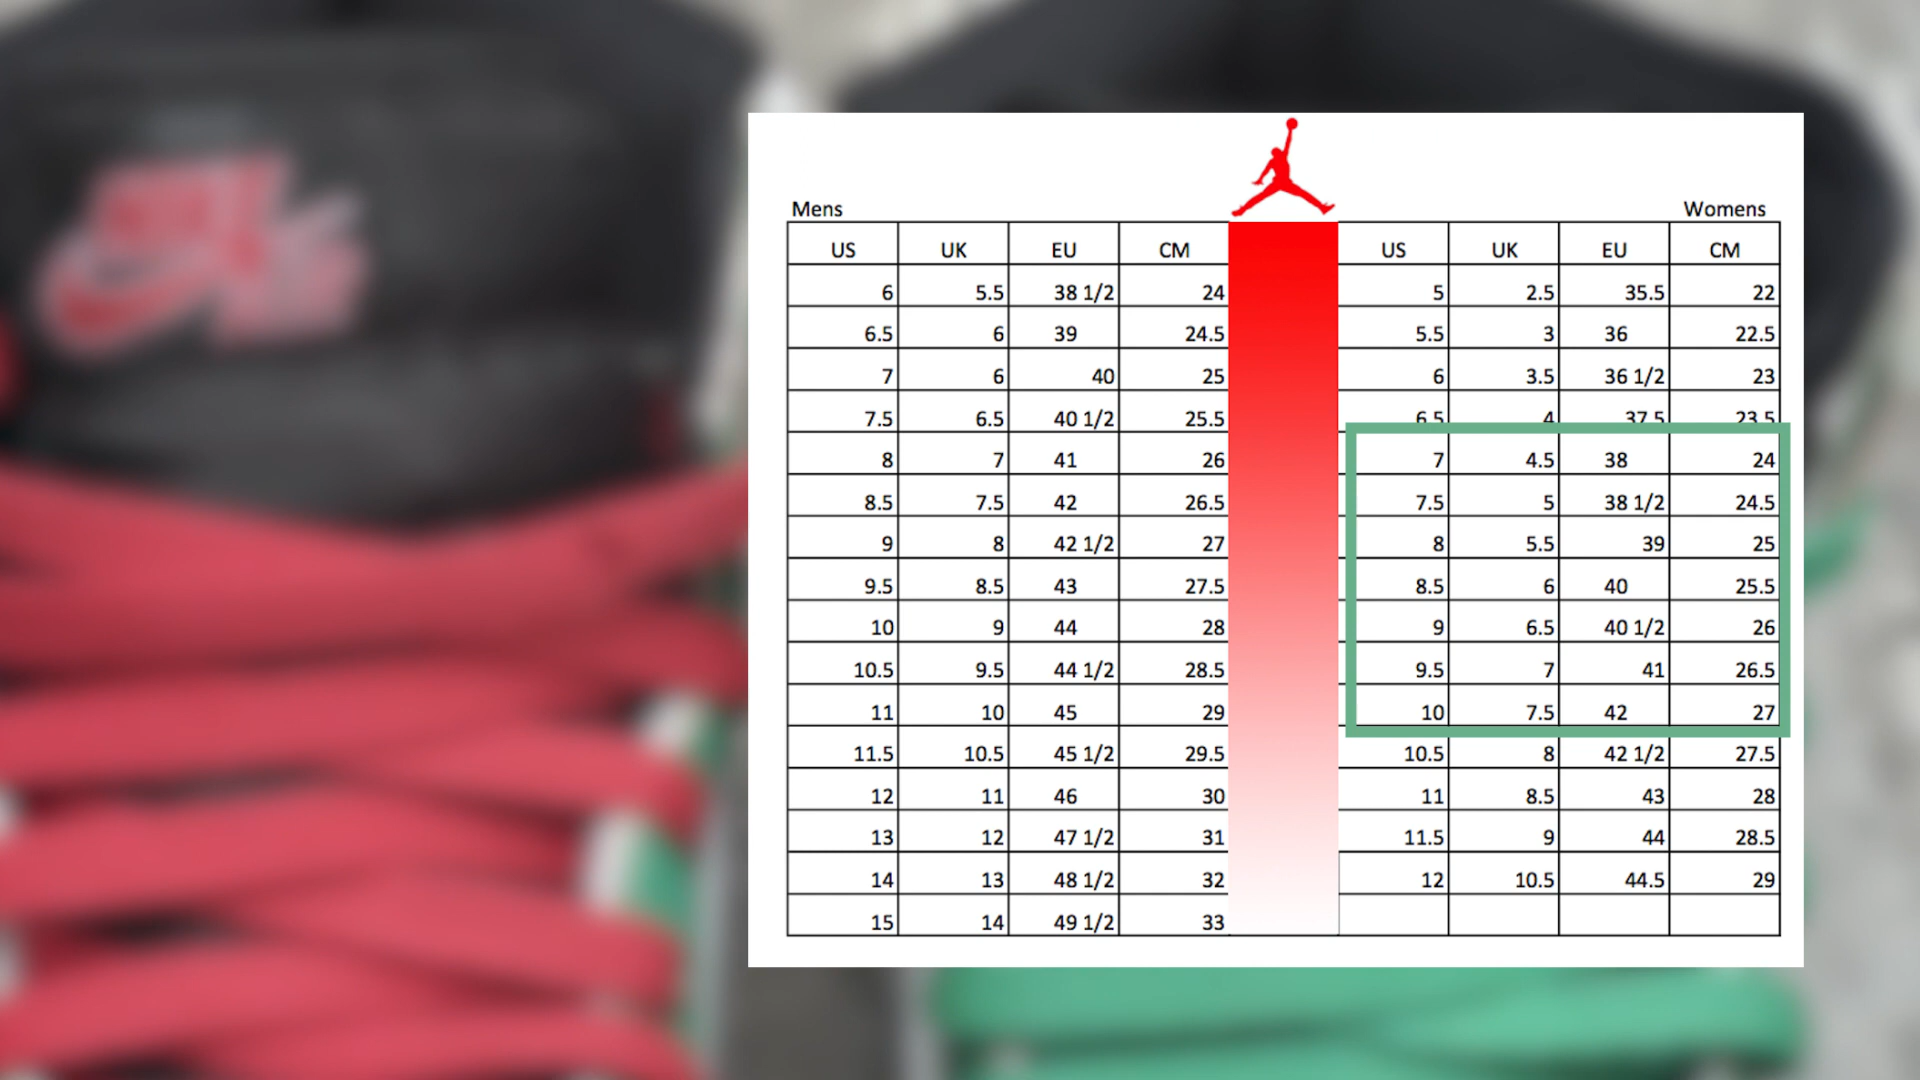 Mens Womens
US UK EU CM US UK EU CM
6 5.5 38 1/2 24 5 2.5 35.5 22
6.5 6 39 24.5 5.5 3 36 22.5
7 6 40 25 6 3.5 36 1/2 23
7.5 6.5 40 1/2 25.5 6.5 4 37.5 23.5
8 7 41 26 7 4.5 38 24
8.5 7.5 42 26.5 7.5 5 38 1/2 24.5
9 8 42 1/2 27 8 5.5 39 25
9.5 8.5 43 27.5 8.5 6 40 25.5
10 9 44 28 9 6.5 40 1/2 26
10.5 9.5 44 1/2 28.5 9.5 7 41 26.5
11 10 45 29 10 7.5 42 27
11.5 10.5 45 1/2 29.5 10.5 8 42 1/2 27.5
12 11 46 30 11 8.5 43 28
13 12 47 1/2 31 11.5 9 44 28.5
14 13 48 1/2 32 12 10.5 44.5 29
15 14 49 1/2 33